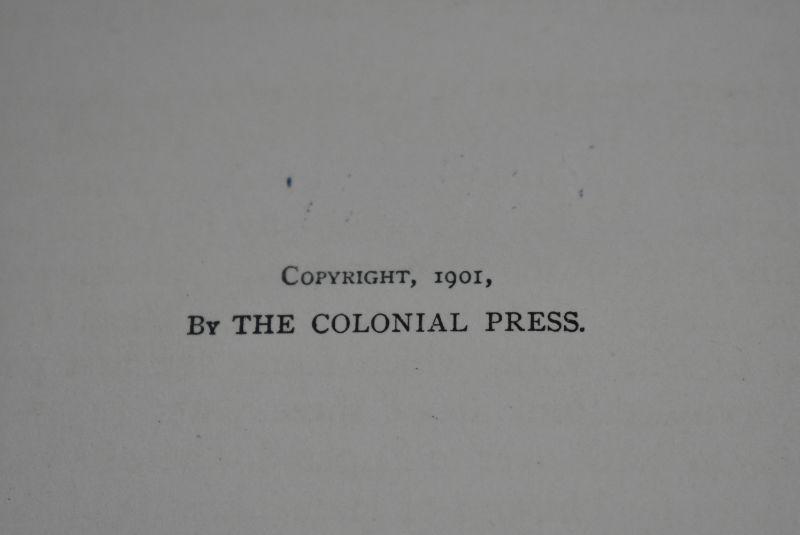 COPYRIGHT, 1901,
BY THE COLONIAL PRESS.